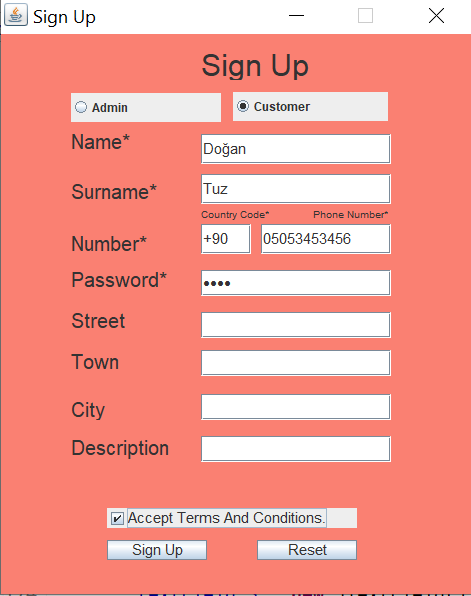 Sign Up
Sign Up
Admin Customer
Name* Doğan
Surname* Tuz
Country Code* Phone Number*
Number* +90 05053453456
Password* ••••
Street
Town
City
Description
Accept Terms And Conditions.
Sign Up Reset